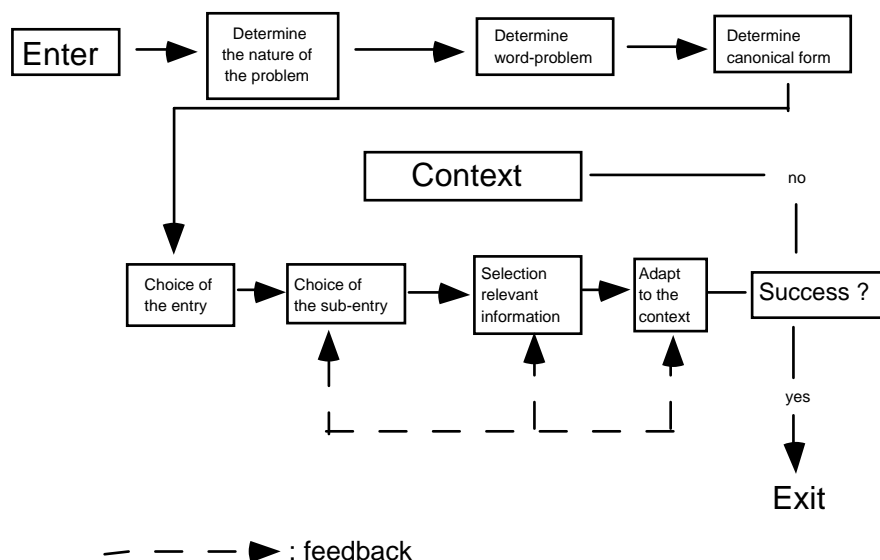 Enter
Determine
the nature of
the problem
Determine
word-problem
Determine
canonical form
Context
no
Choice of
the entry
Choice of
the sub-entry
Selection
relevant
information
Adapt
to the
context
Success ?
yes
Exit
: feedback